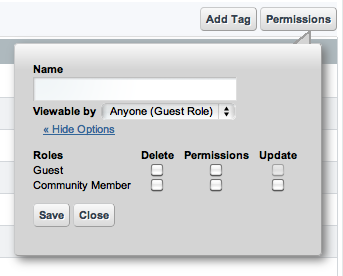 Add Tag Permissions
Name
Viewable by Anyone (Guest Role)
« Hide Options
Roles Delete Permissions Update
Guest
Community Member
Save Close